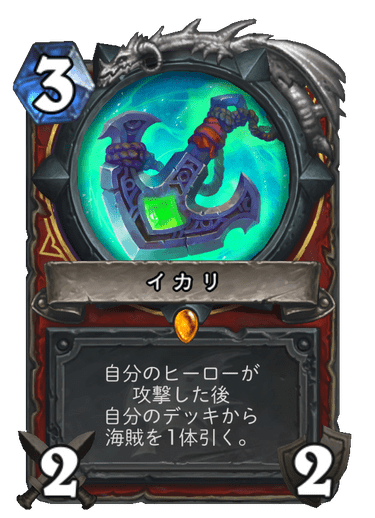 3
イカリ
自分のヒーローが
攻撃した後
自分のデッキから
海賊を1体引く。
2
2